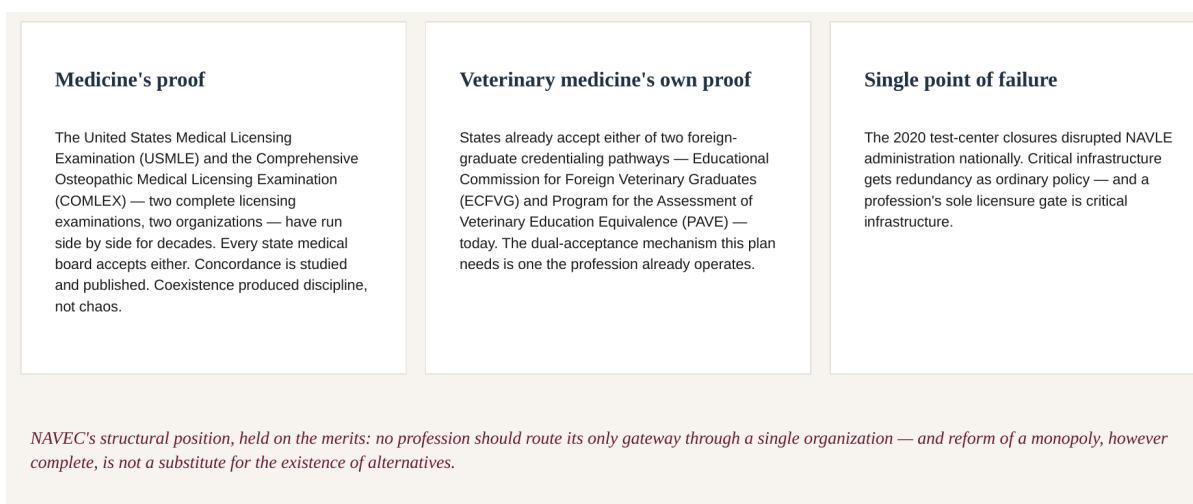 Medicine's proof
The United States Medical Licensing
Examination (USMLE) and the Comprehensive
Osteopathic Medical Licensing Examination
(COMLEX) — two complete licensing
examinations, two organizations — have run
side by side for decades. Every state medical
board accepts either. Concordance is studied
and published. Coexistence produced discipline,
not chaos.
Veterinary medicine's own proof
States already accept either of two foreign-
graduate credentialing pathways — Educational
Commission for Foreign Veterinary Graduates
(ECFVG) and Program for the Assessment of
Veterinary Education Equivalence (PAVE) —
today. The dual-acceptance mechanism this plan
needs is one the profession already operates.
Single point of failure
The 2020 test-center closures disrupted NAVLE
administration nationally. Critical infrastructure
gets redundancy as ordinary policy — and a
profession's sole licensure gate is critical
infrastructure.
NAVEC's structural position, held on the merits: no profession should route its only gateway through a single organization — and reform of a monopoly, however
complete, is not a substitute for the existence of alternatives.